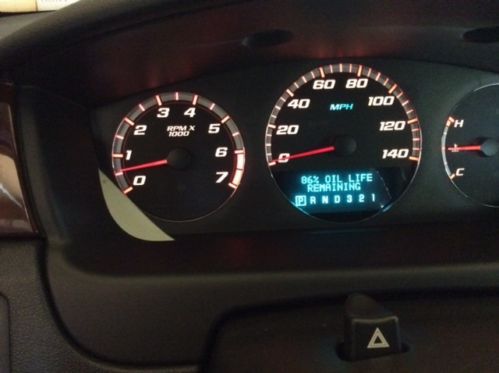 0 1 2 3 4 5 6 7
RPM X
1000
0 20 40 60 80 100 120 140
MPH
86% OIL LIFE
REMAINING
P R N D 3 2 1
H
C